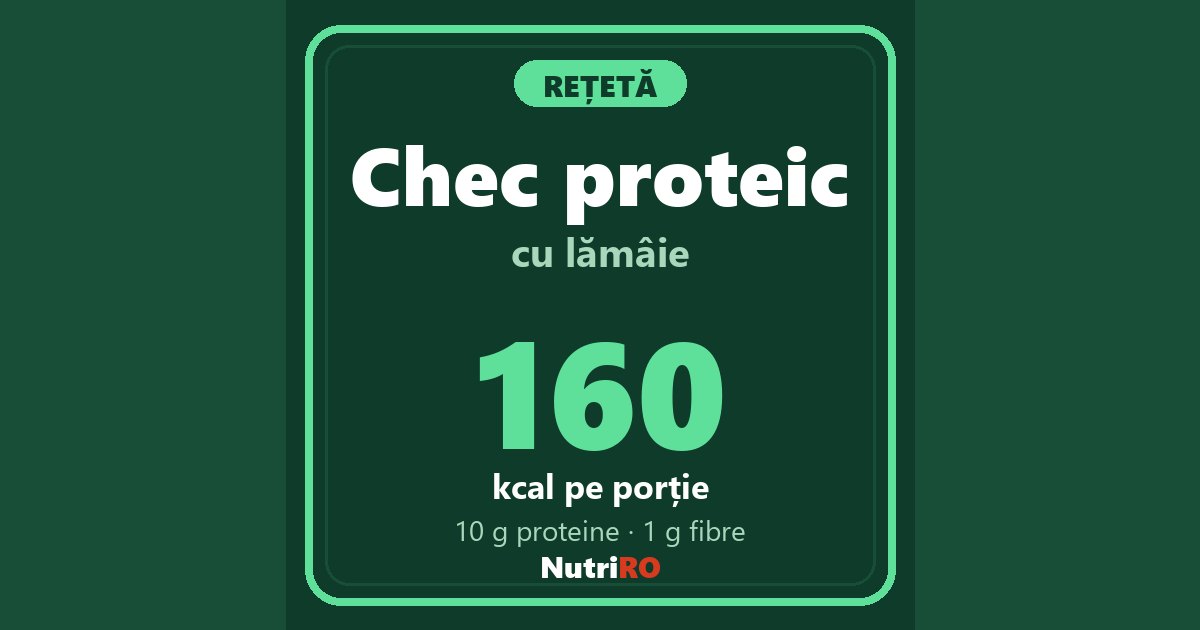 REȚETĂ
Chec proteic
cu lămâie
160
kcal pe porție
10 g proteine · 1 g fibre
NutriRO